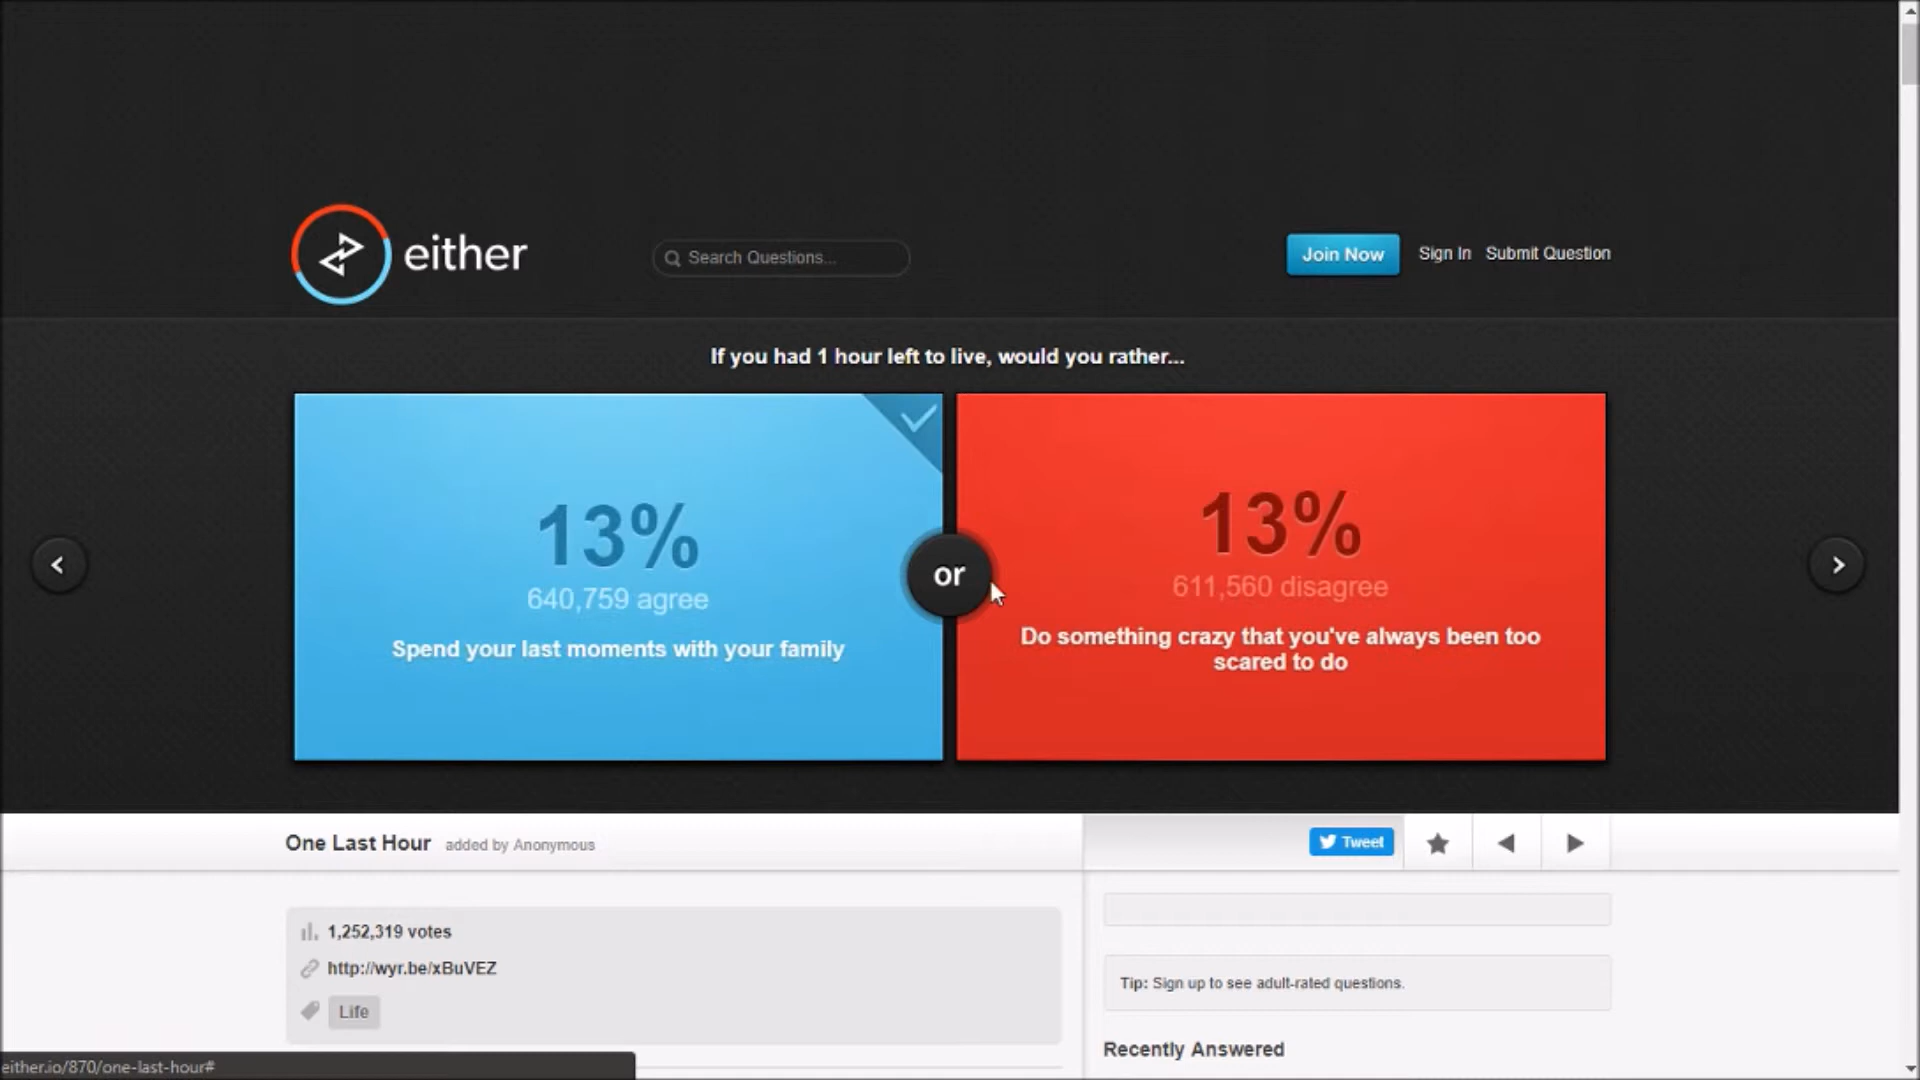 either
Search Questions...
Join Now
Sign In
Submit Question
If you had 1 hour left to live, would you rather...
13%
640,759 agree
Spend your last moments with your family
or
13%
611,560 disagree
Do something crazy that you've always been too
scared to do
One Last Hour
added by Anonymous
Tweet
1,252,319 votes
http://wyr.be/xBuVEZ
Life
Tip: Sign up to see adult-rated questions.
Recently Answered
either.io/870/one-last-hour#